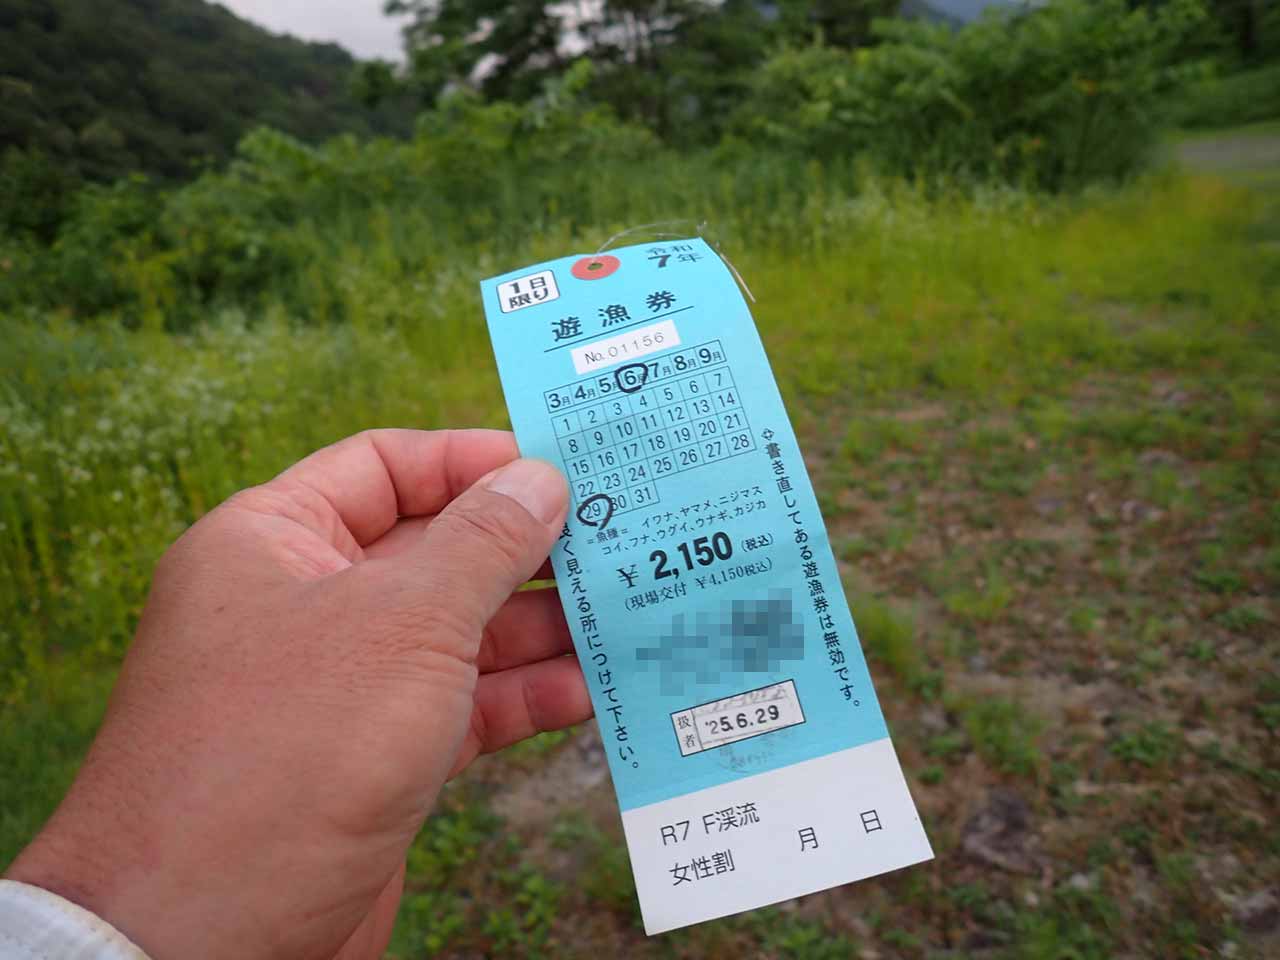 令和
7年
1日
限り
遊漁券
No.01156
3月 4月 5月 6月 7月 8月 9月
1 2 3 4 5 6 7
8 9 10 11 12 13 14
15 16 17 18 19 20 21
22 23 24 25 26 27 28
29 30 31
=魚種= イワナ、ヤマメ、ニジマス
コイ、フナ、ウグイ、ウナギ、カジカ
¥ 2,150(税込)
(現場交付 ¥4,150税込)
✧書き直してある遊漁券は無効です。
良く見える所につけて下さい。
扱者
'25.6.29
R7 F渓流
女性割 月 日